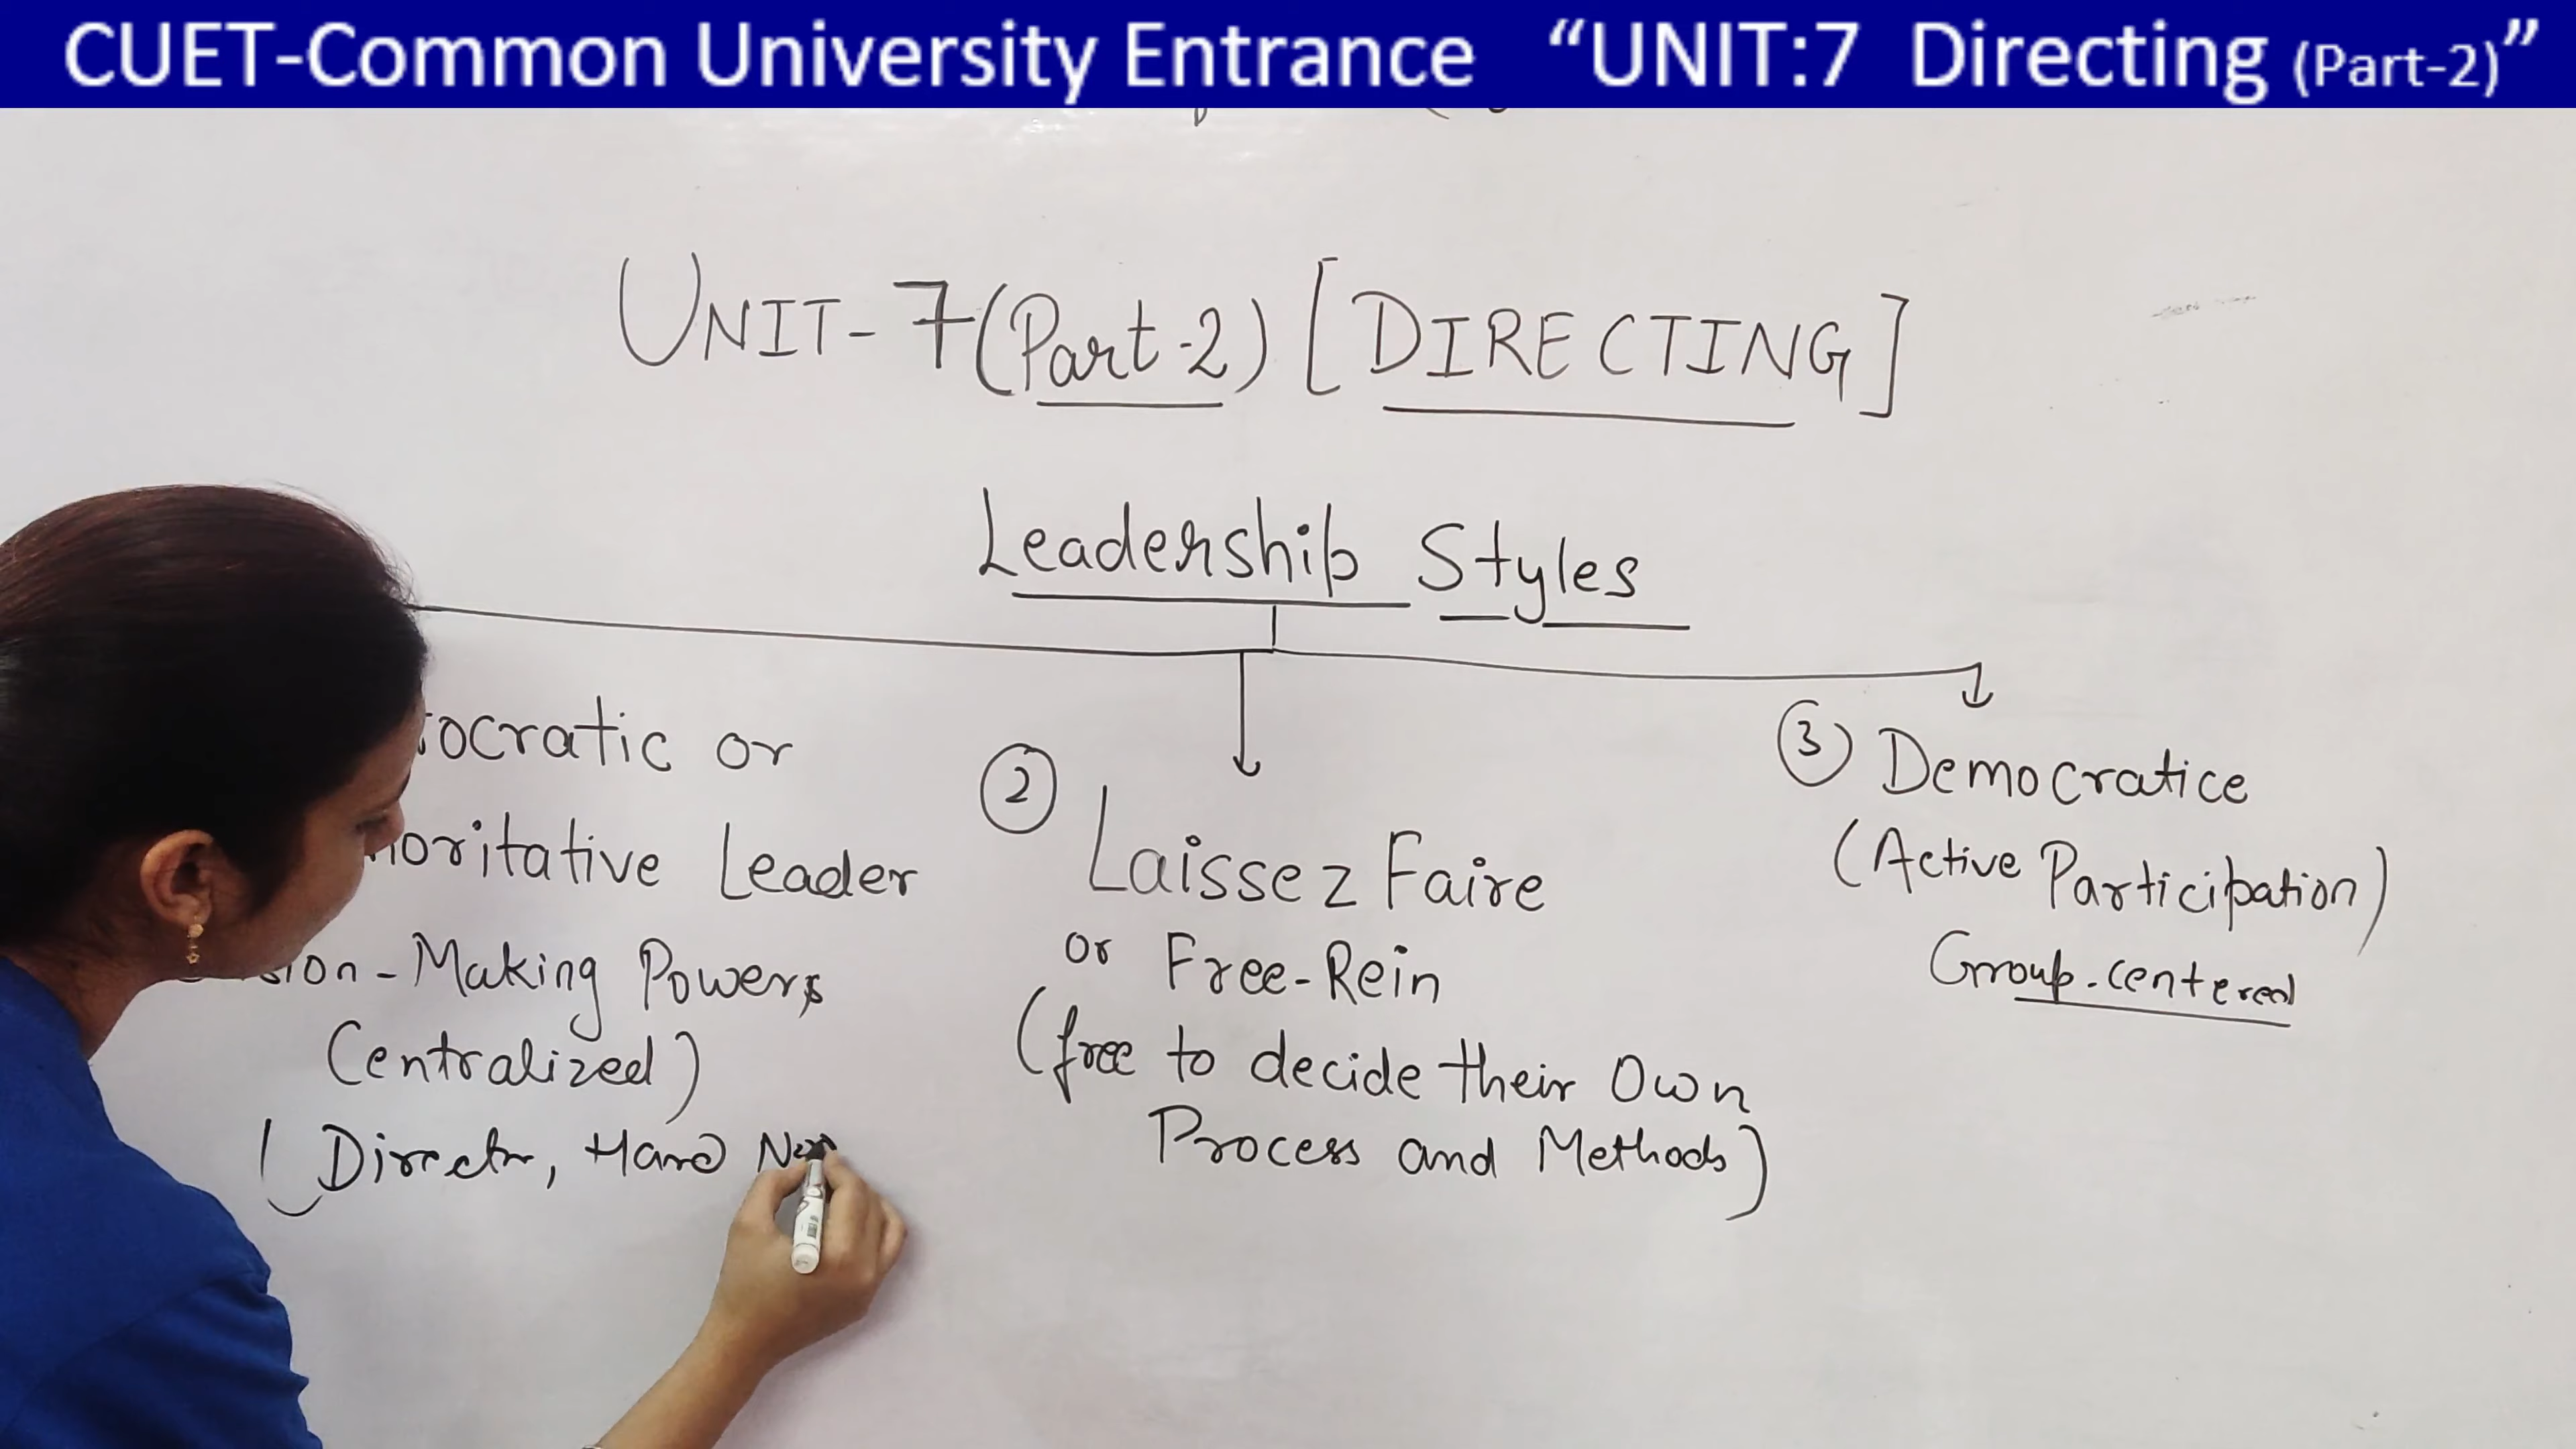 CUET-Common University Entrance "UNIT:7 Directing (Part-2)"
UNIT-7 (Part-2) [DIRECTING]
Leadership Styles
ocratic or
oritative Leader
sion-Making Powers
Centralized)
(Director, Hard
2
Laissez Faire
or Free-Rein
(free to decide their Own
Process and Methods)
3 Democratice
(Active Participation)
Group-centered